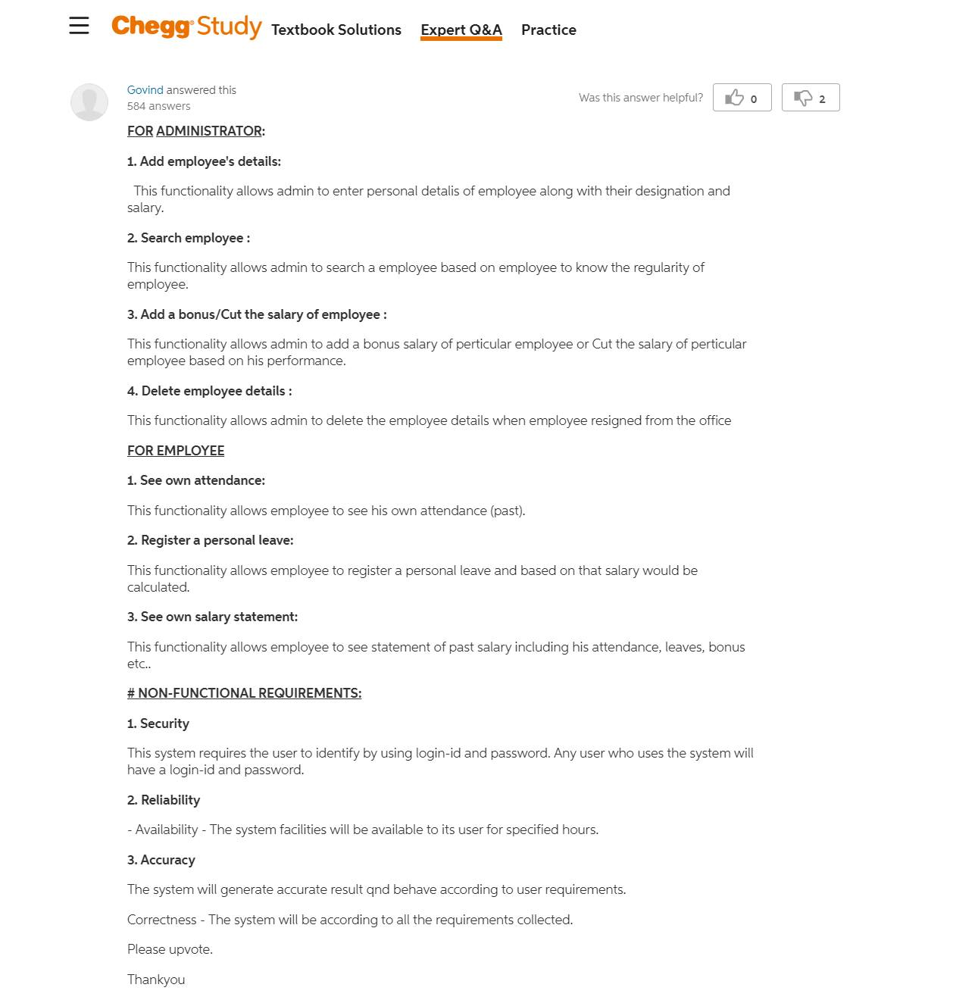 Chegg Study Textbook Solutions Expert Q&A Practice
Govind answered this
584 answers
Was this answer helpful? 0 2
FOR ADMINISTRATOR:
1. Add employee's details:
This functionality allows admin to enter personal detalis of employee along with their designation and
salary.
2. Search employee :
This functionality allows admin to search a employee based on employee to know the regularity of
employee.
3. Add a bonus/Cut the salary of employee :
This functionality allows admin to add a bonus salary of perticular employee or Cut the salary of perticular
employee based on his performance.
4. Delete employee details :
This functionality allows admin to delete the employee details when employee resigned from the office
FOR EMPLOYEE
1. See own attendance:
This functionality allows employee to see his own attendance (past).
2. Register a personal leave:
This functionality allows employee to register a personal leave and based on that salary would be
calculated.
3. See own salary statement:
This functionality allows employee to see statement of past salary including his attendance, leaves, bonus
etc..
# NON-FUNCTIONAL REQUIREMENTS:
1. Security
This system requires the user to identify by using login-id and password. Any user who uses the system will
have a login-id and password.
2. Reliability
- Availability - The system facilities will be available to its user for specified hours.
3. Accuracy
The system will generate accurate result qnd behave according to user requirements.
Correctness - The system will be according to all the requirements collected.
Please upvote.
Thankyou